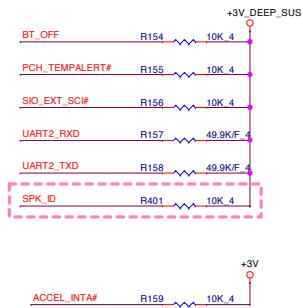 +3V_DEEP_SUS
BT_OFF R154 10K_4
PCH_TEMPALERT# R155 10K_4
SIO_EXT_SCI# R156 10K_4
UART2_RXD R157 49.9K/F_4
UART2_TXD R158 49.9K/F_4
SPK_ID R401 10K_4
+3V
ACCEL_INTA# R159 10K_4